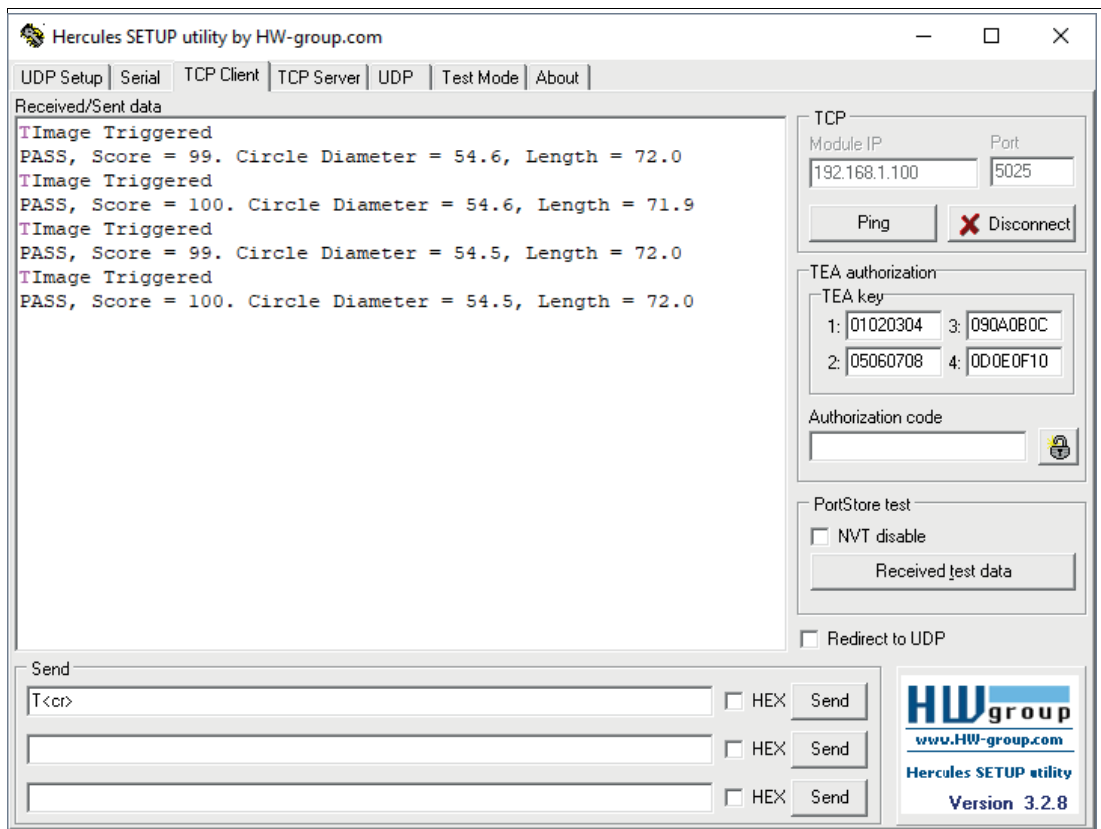 Hercules SETUP utility by HW-group.com
UDP Setup Serial TCP Client TCP Server UDP Test Mode About
Received/Sent data
TImage Triggered
PASS, Score = 99. Circle Diameter = 54.6, Length = 72.0
TImage Triggered
PASS, Score = 100. Circle Diameter = 54.6, Length = 71.9
TImage Triggered
PASS, Score = 99. Circle Diameter = 54.5, Length = 72.0
TImage Triggered
PASS, Score = 100. Circle Diameter = 54.5, Length = 72.0
TCP
Module IP Port
192.168.1.100 5025
Ping Disconnect
TEA authorization
TEA key
1: 01020304 3: 090A0B0C
2: 05060708 4: 0D0E0F10
Authorization code
PortStore test
NVT disable
Received test data
Redirect to UDP
Send
T<cr> HEX Send
HEX Send
HEX Send
HWgroup
www.HW-group.com
Hercules SETUP utility
Version 3.2.8